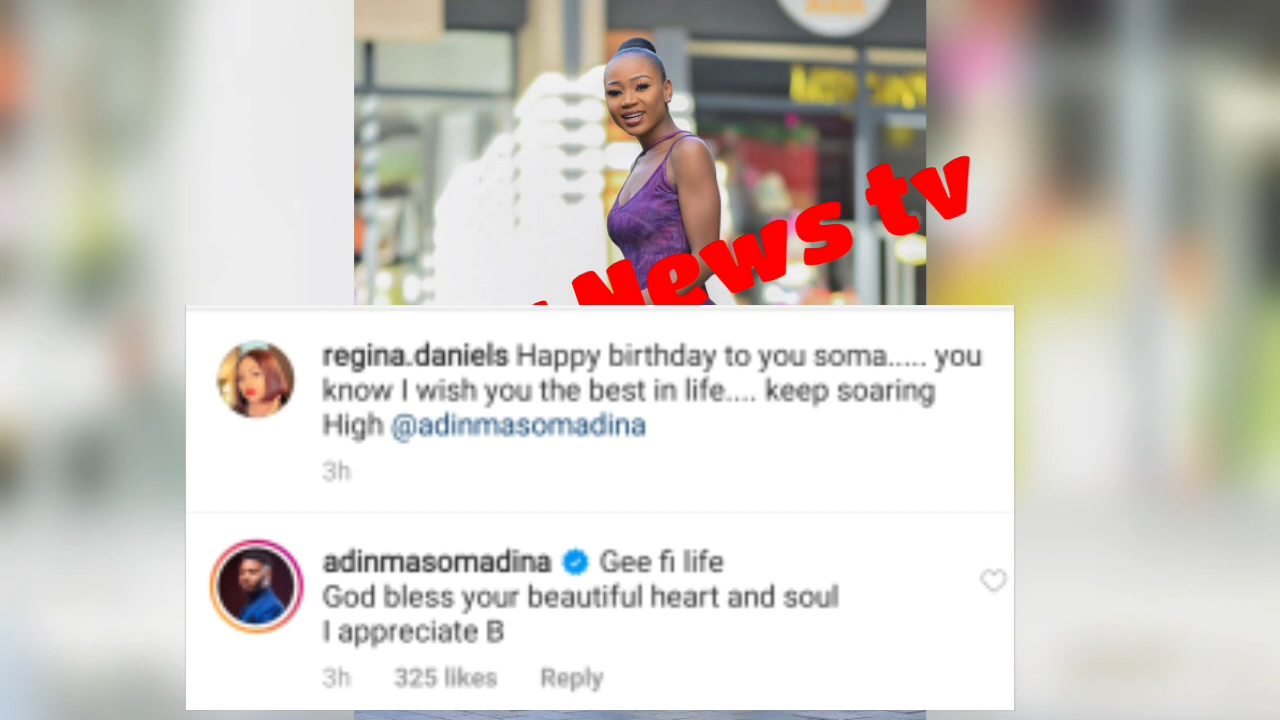 News tv
regina.daniels Happy birthday to you soma..... you
know I wish you the best in life.... keep soaring
High @adinmasomadina
3h
adinmasomadina Gee fi life
God bless your beautiful heart and soul
I appreciate B
3h 325 likes Reply